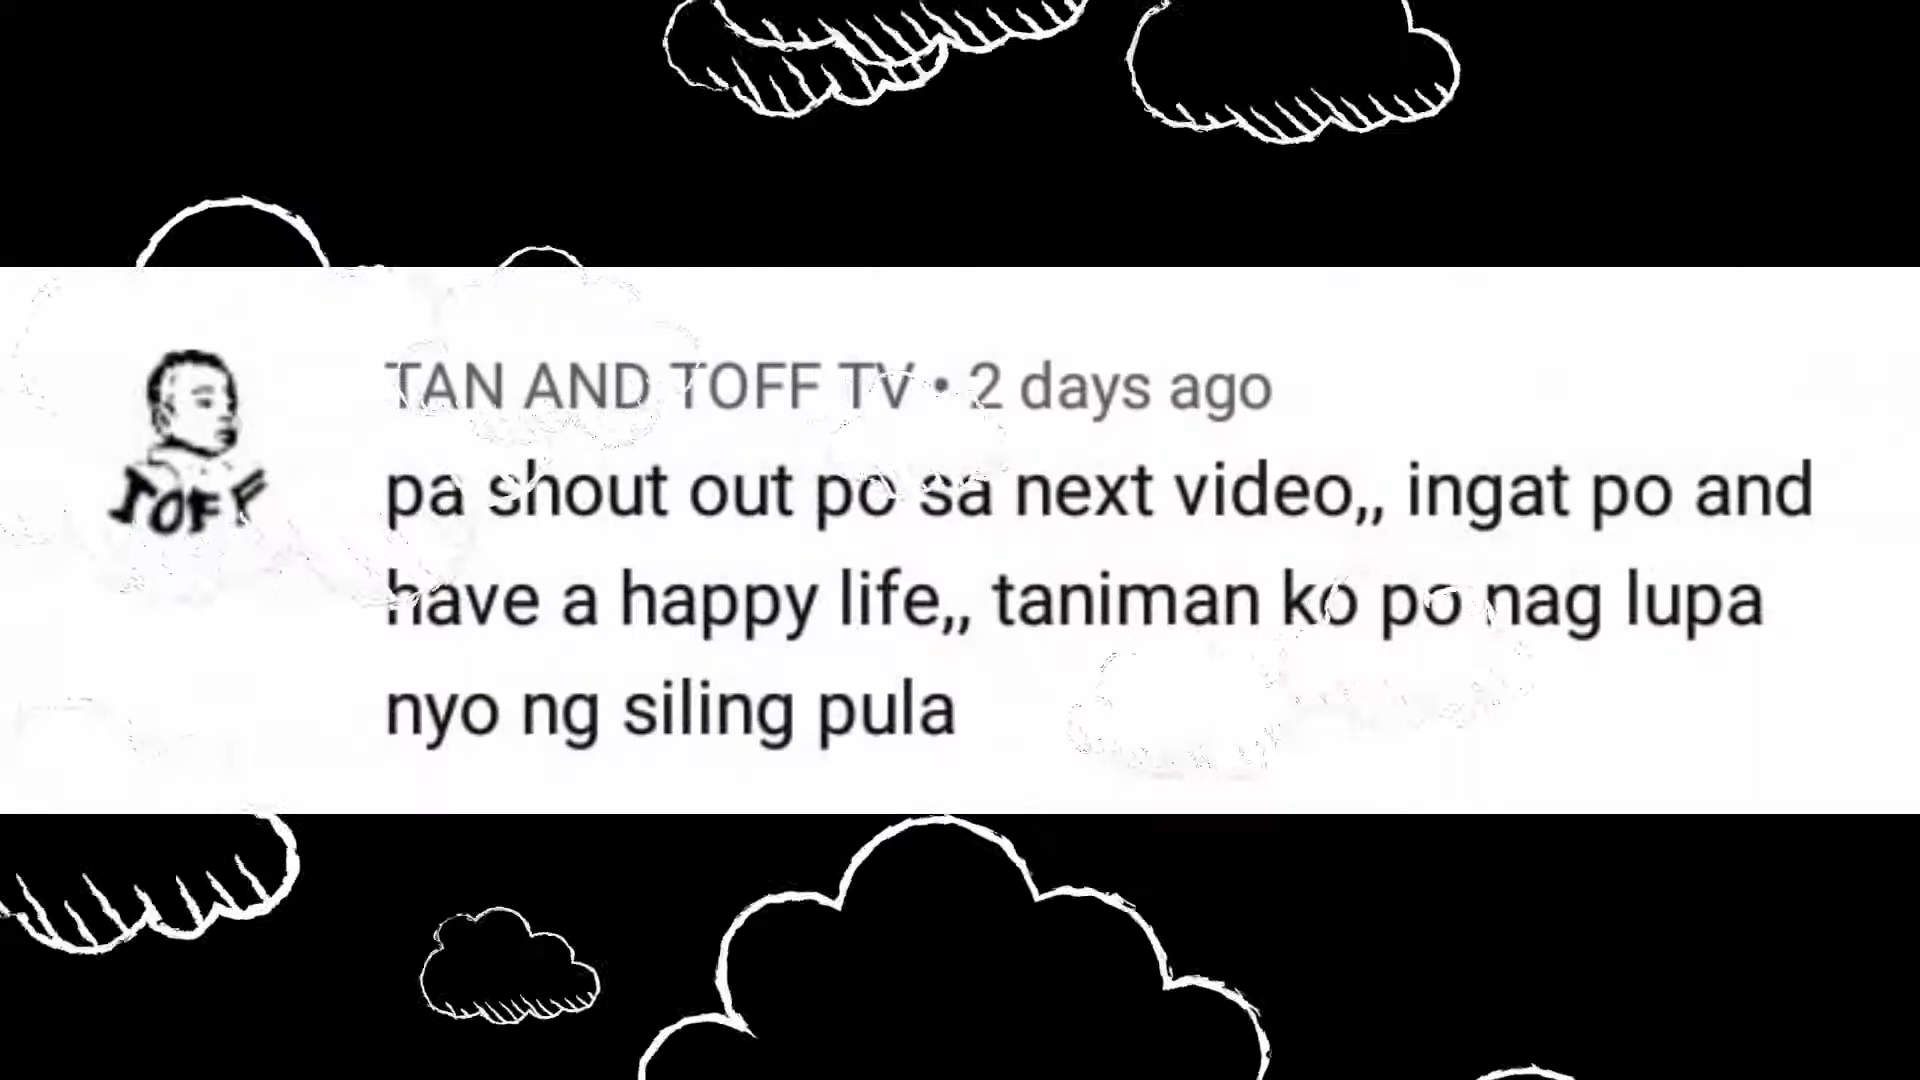 TAN AND TOFF TV • 2 days ago
pa shout out po sa next video,, ingat po and
have a happy life,, taniman ko po nag lupa
nyo ng siling pula
TOFF